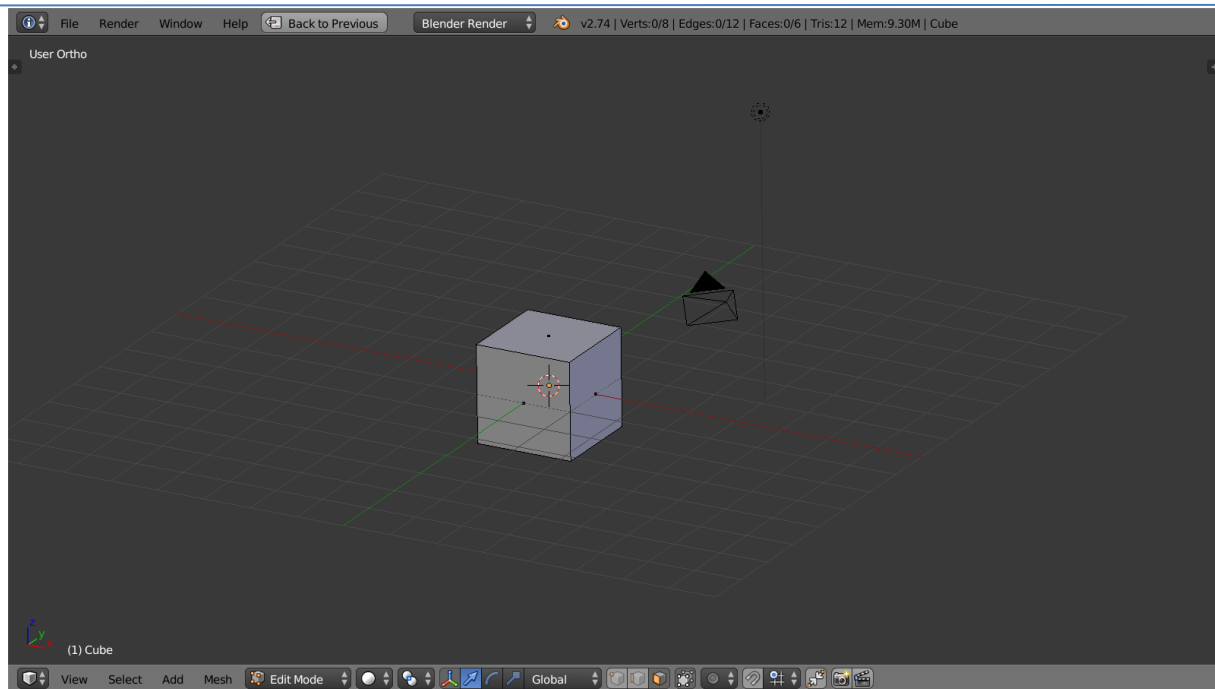 File Render Window Help Back to Previous Blender Render v2.74 | Verts:0/8 | Edges:0/12 | Faces:0/6 | Tris:12 | Mem:9.30M | Cube
User Ortho
z
y
x
(1) Cube
View Select Add Mesh Edit Mode Global